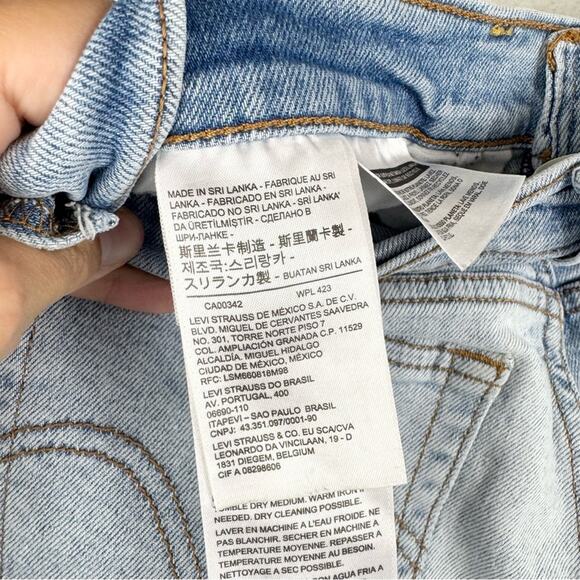 MADE IN SRI LANKA - FABRIQUE AU SRI
LANKA - FABRICADO EN SRI LANKA -
FABRICADO NO SRI LANKA - SRI LANKA'
DA ÜRETİLMİŞTİR - СДЕЛАНО В
ШРИ-ЛАНКЕ -
斯里兰卡制造 - 斯里蘭卡製 -
제조국:스리랑카 -
スリランカ製 - BUATAN SRI LANKA
CA00342 WPL 423
LEVI STRAUSS DE MÉXICO S.A. DE C.V.
BLVD. MIGUEL DE CERVANTES SAAVEDRA
NO. 301, TORRE NORTE PISO 7
COL. AMPLIACIÓN GRANADA C.P. 11529
ALCALDÍA. MIGUEL HIDALGO
CIUDAD DE MÉXICO, MÉXICO
RFC: LSM660818M98
LEVI STRAUSS DO BRASIL
AV. PORTUGAL, 400
06690-110
ITAPEVI – SAO PAULO BRASIL
CNPJ: 43.351.097/0001-90
LEVI STRAUSS & CO. EU SCA/CVA
LEONARDO DA VINCILAAN, 19 - D
1831 DIEGEM, BELGIUM
CIF A 08298606
TUMBLE DRY MEDIUM. WARM IRON IF
NEEDED. DRY CLEANING POSSIBLE.
LAVER EN MACHINE A L'EAU FROIDE. NE
PAS BLANCHIR. SECHER EN MACHINE A
TEMPERATURE MOYENNE. REPASSER A
TEMPERATURE MOYENNE AU BESOIN.
NETTOYAGE A SEC POSSIBLE.